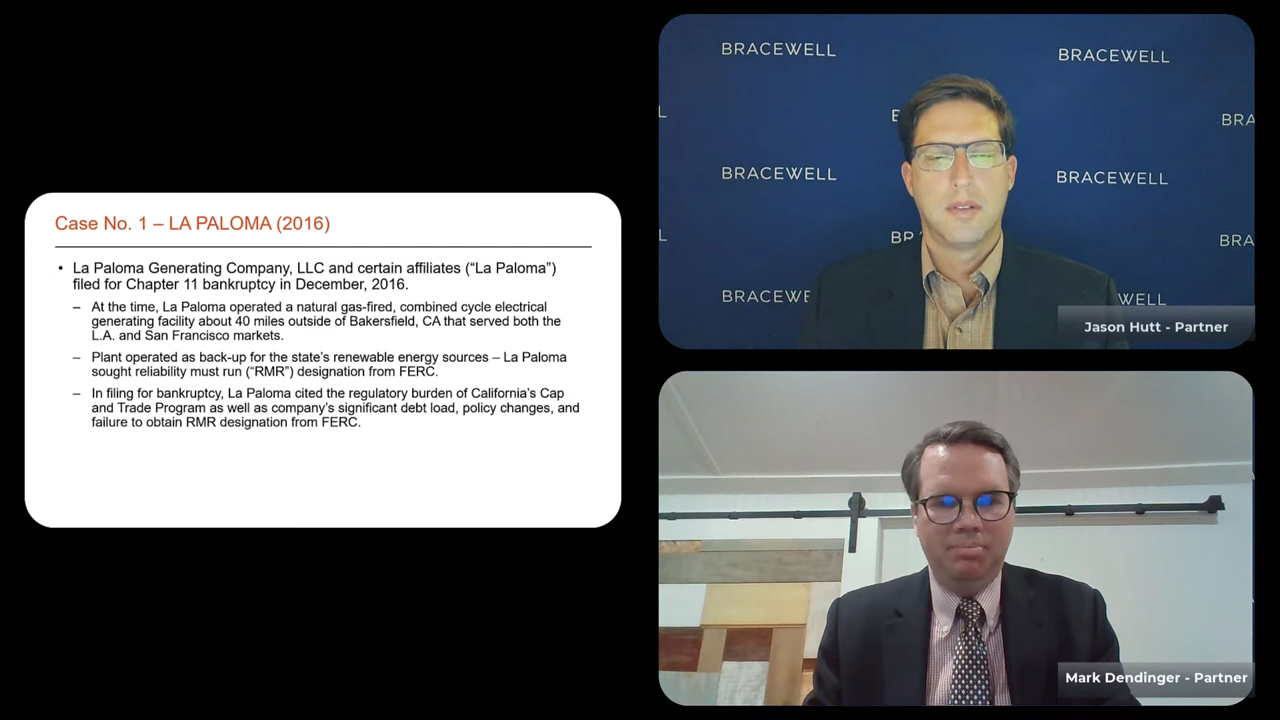 Case No. 1 – LA PALOMA (2016)
• La Paloma Generating Company, LLC and certain affiliates (“La Paloma”)
filed for Chapter 11 bankruptcy in December, 2016.
– At the time, La Paloma operated a natural gas-fired, combined cycle electrical
generating facility about 40 miles outside of Bakersfield, CA that served both the
L.A. and San Francisco markets.
– Plant operated as back-up for the state’s renewable energy sources – La Paloma
sought reliability must run (“RMR”) designation from FERC.
– In filing for bankruptcy, La Paloma cited the regulatory burden of California’s Cap
and Trade Program as well as company’s significant debt load, policy changes, and
failure to obtain RMR designation from FERC.
BRACEWELL
BRACEWELL
L
B
BRA
BRACEWELL
BRACEWELL
L
BR
BRA
BRACEWE
WELL
Jason Hutt - Partner
Mark Dendinger - Partner